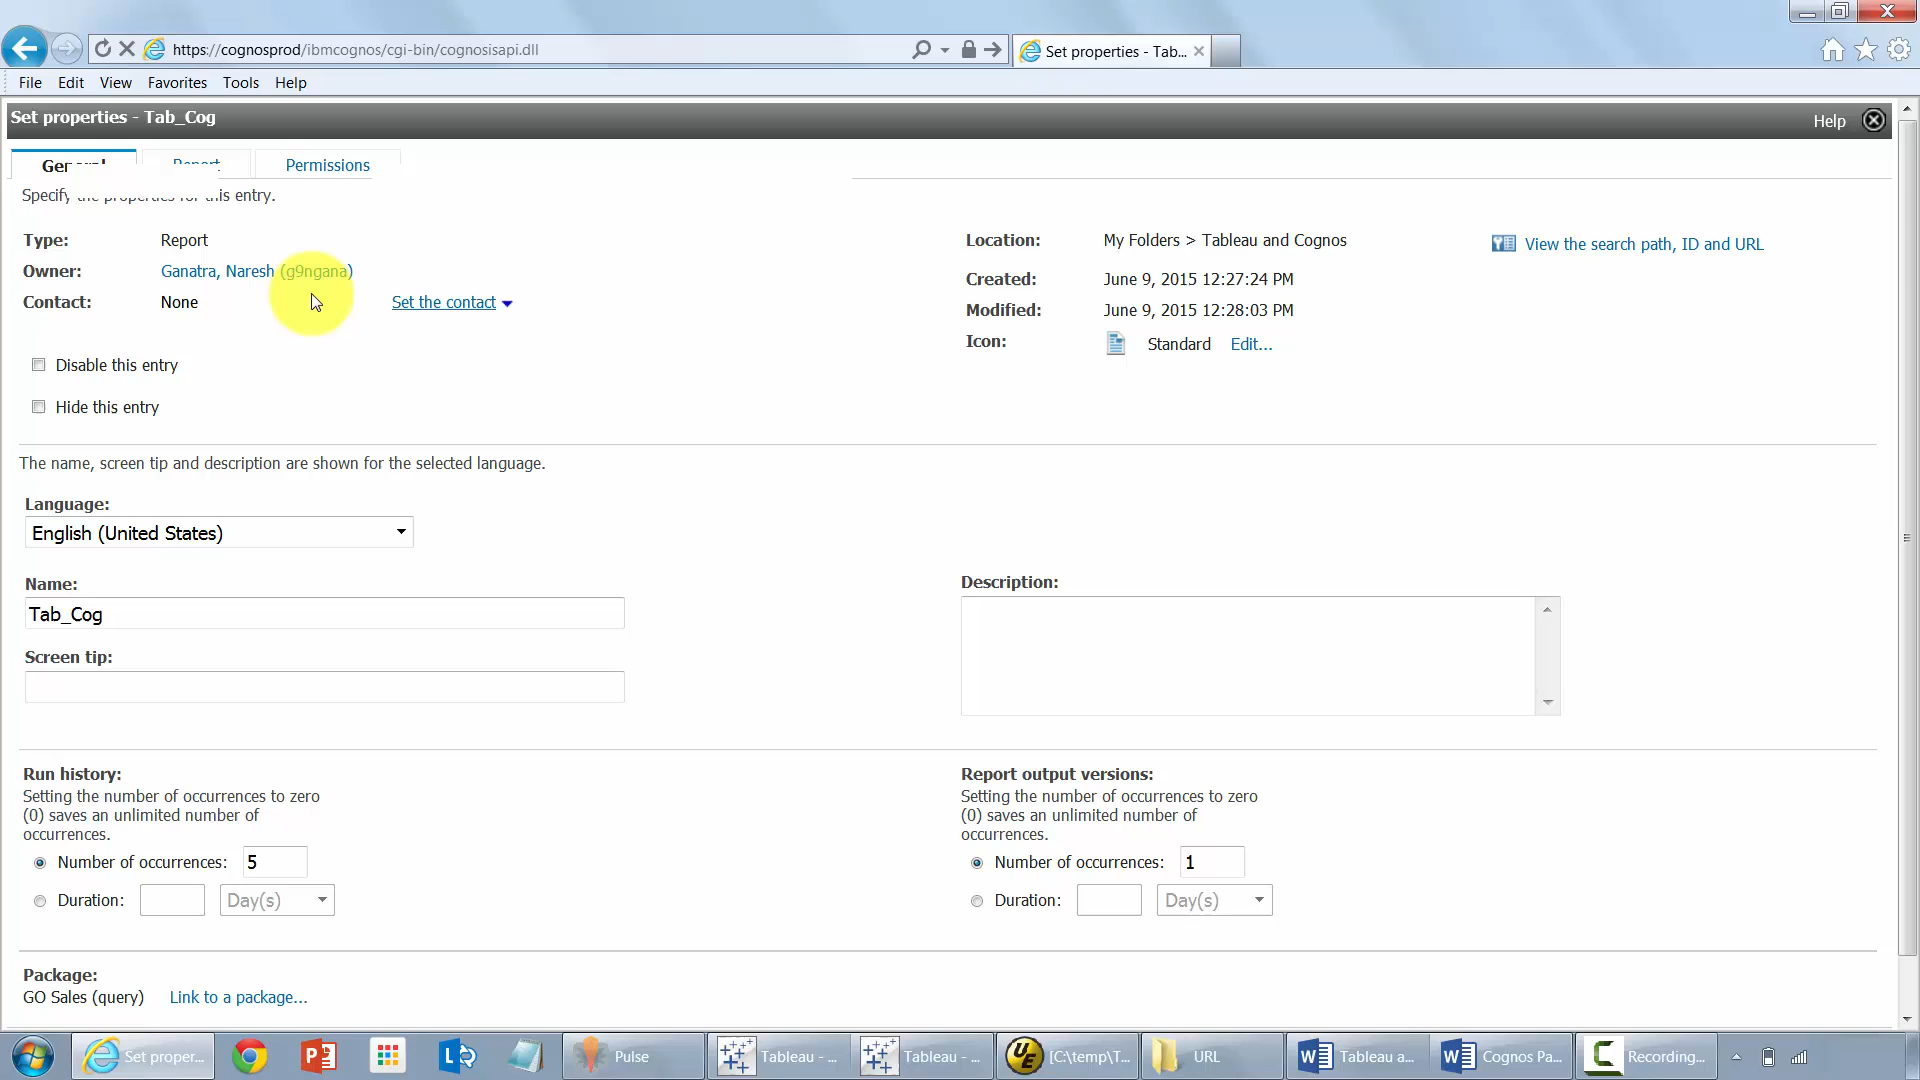 https://cognosprod/ibmcognos/cgi-bin/cognosisapi.dll
Set properties - Tab...
File Edit View Favorites Tools Help
Set properties - Tab_Cog
Help
General Report Permissions
Specify the properties for this entry.
Type: Report
Owner: Ganatra, Naresh (g9ngana)
Contact: None Set the contact
Location: My Folders > Tableau and Cognos
View the search path, ID and URL
Created: June 9, 2015 12:27:24 PM
Modified: June 9, 2015 12:28:03 PM
Icon: Standard Edit...
Disable this entry
Hide this entry
The name, screen tip and description are shown for the selected language.
Language:
English (United States)
Name:
Tab_Cog
Screen tip:
Description:
Run history:
Setting the number of occurrences to zero
(0) saves an unlimited number of
occurrences.
Number of occurrences: 5
Duration: Day(s)
Report output versions:
Setting the number of occurrences to zero
(0) saves an unlimited number of
occurrences.
Number of occurrences: 1
Duration: Day(s)
Package:
GO Sales (query) Link to a package...
Set proper... Pulse Tableau - ... Tableau - ... [C:\temp\T... URL Tableau a... Cognos Pa... Recording...